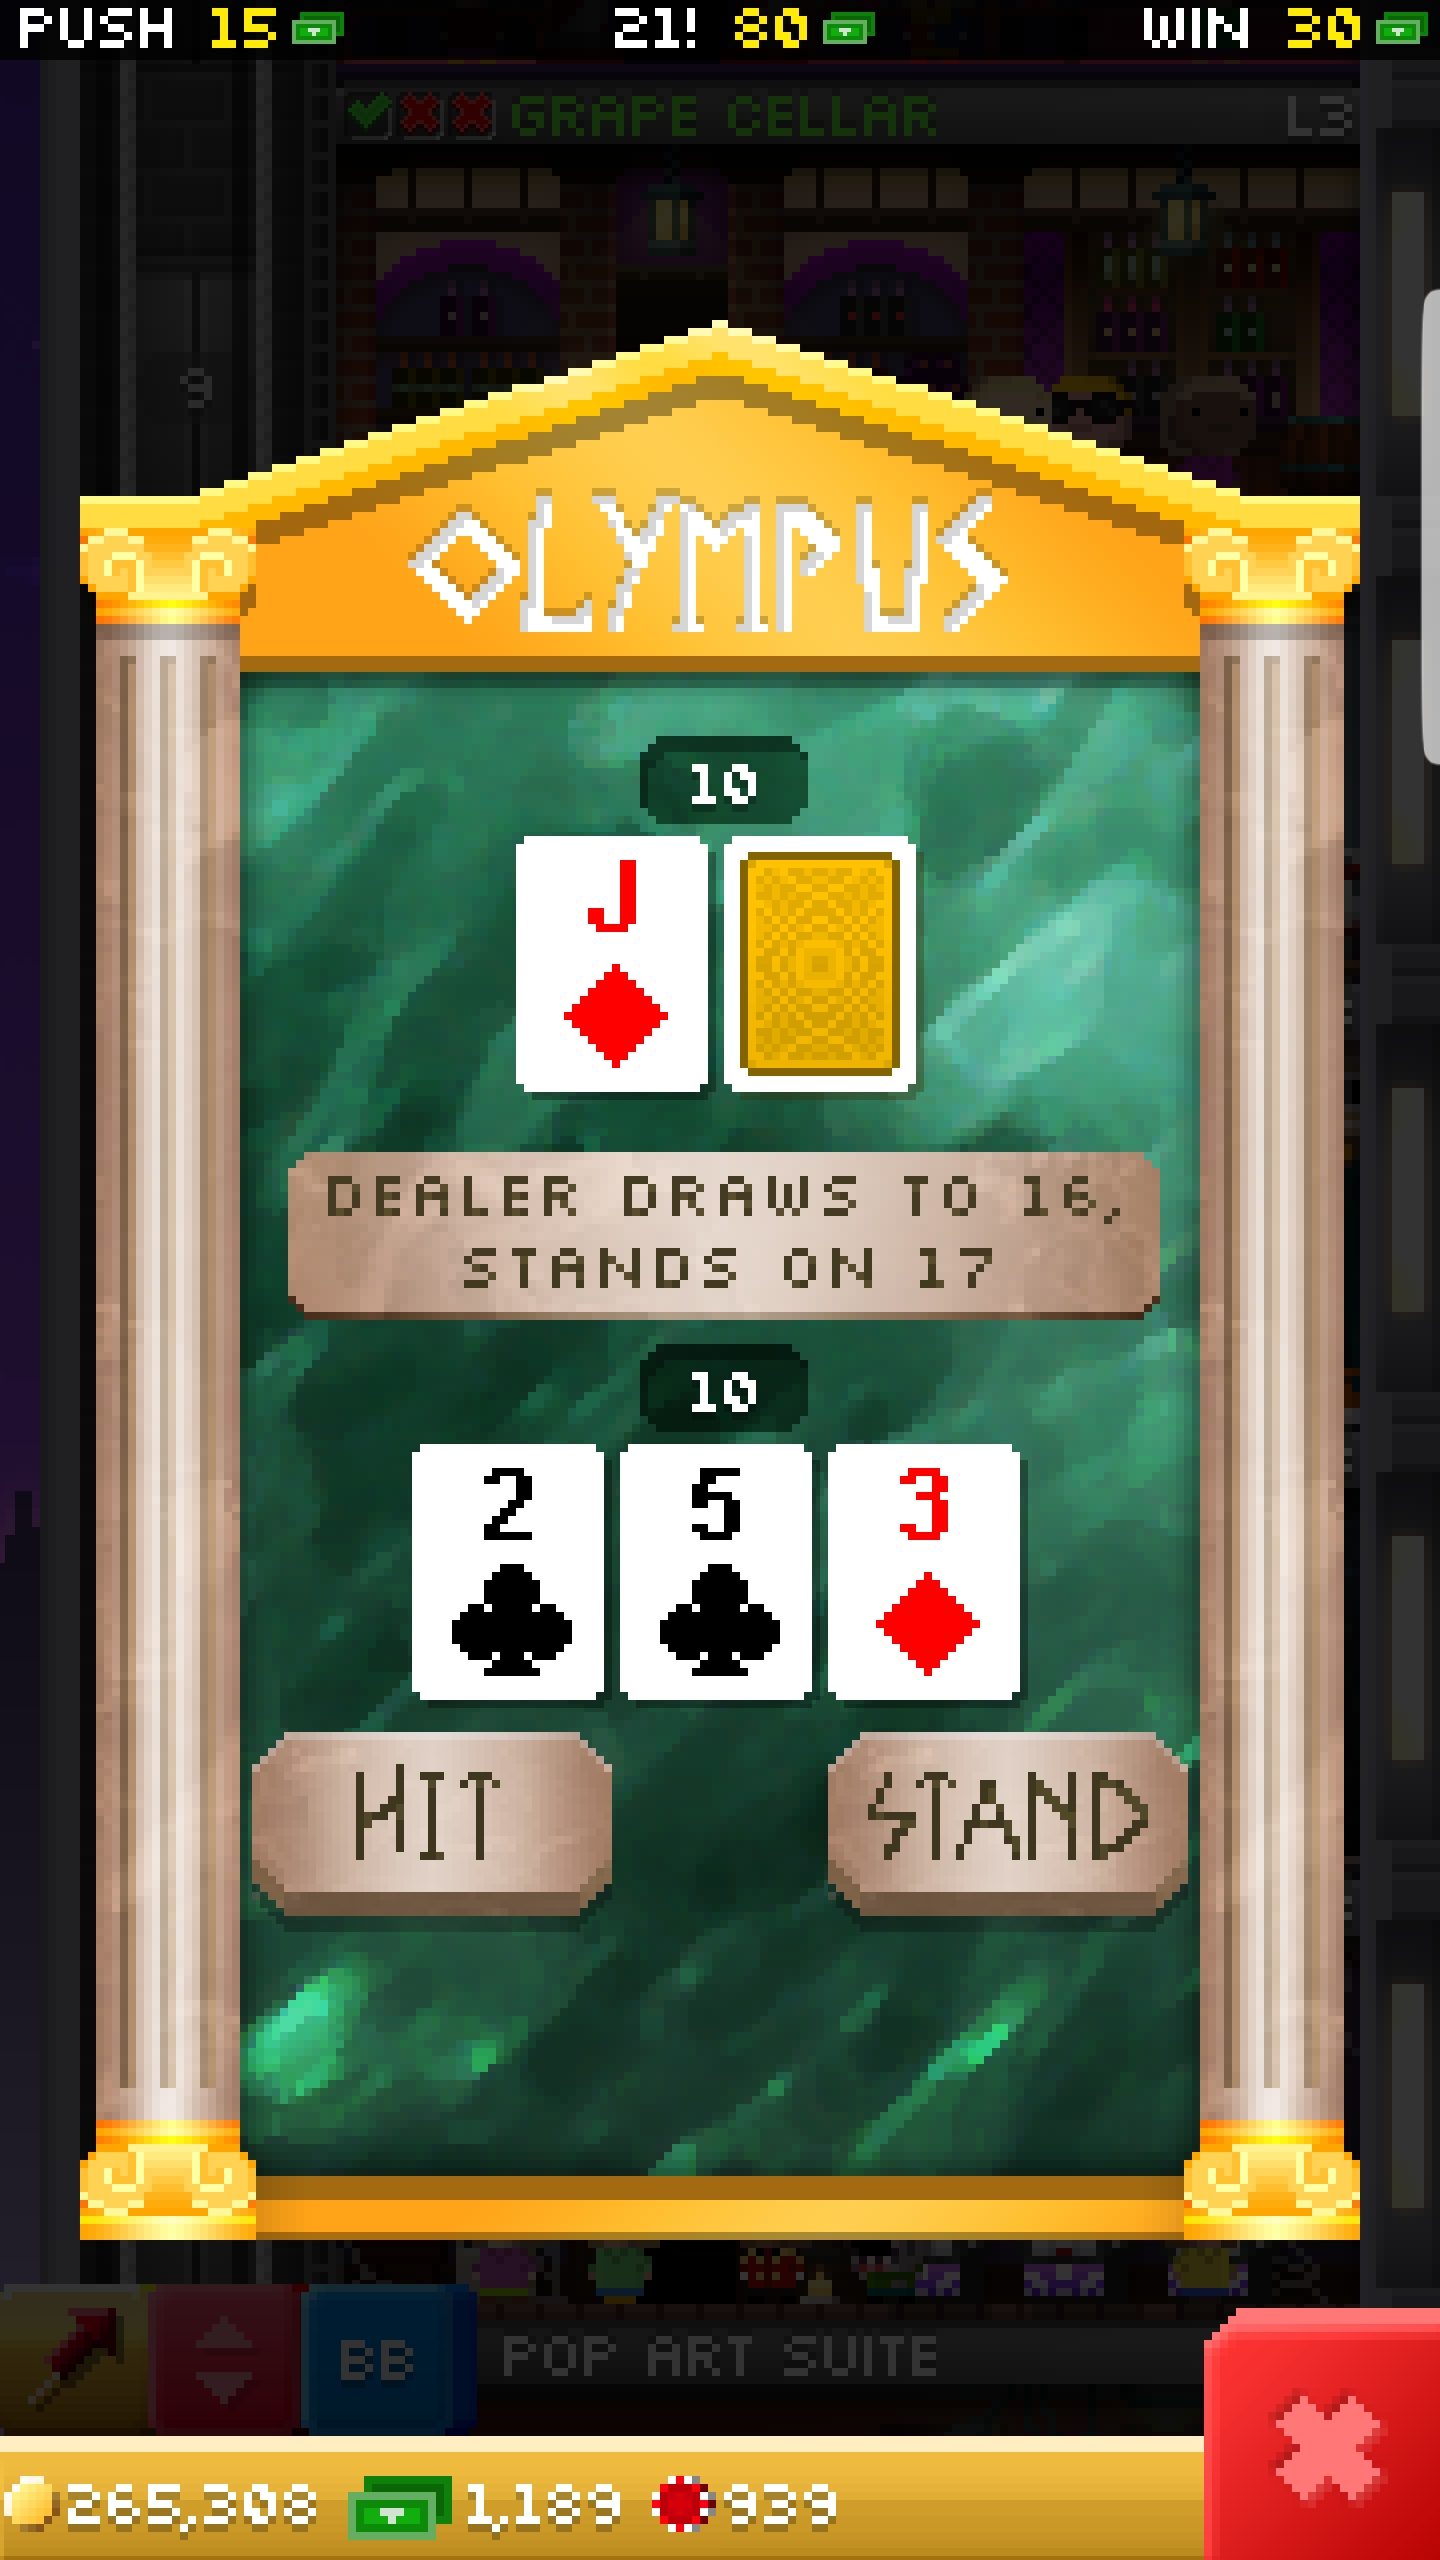 PUSH 15 21! 80 WIN 30
GRAPE CELLAR L3
9
OLYMPUS
10
J
DEALER DRAWS TO 16,
STANDS ON 17
10
2 5 3
HIT STAND
BB POP ART SUITE
265,308 1,189 939